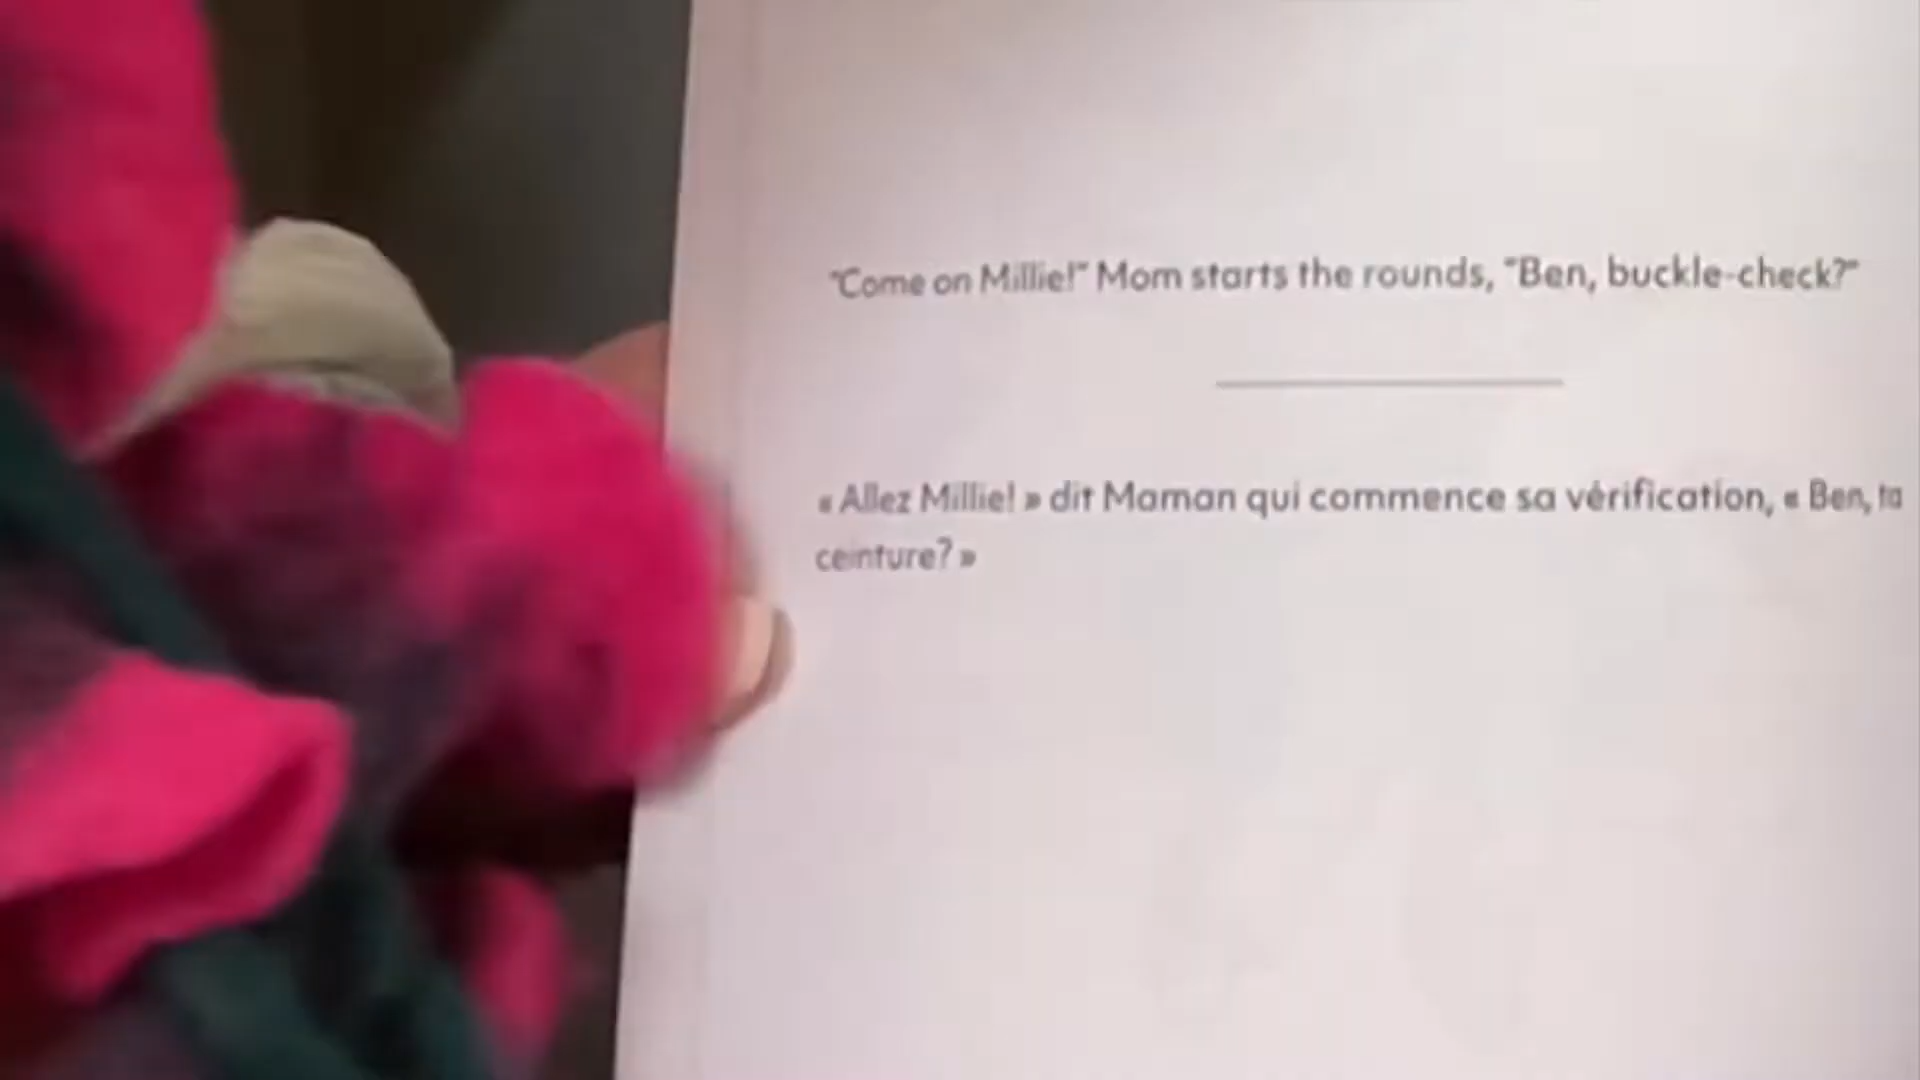 "Come on Millie!" Mom starts the rounds, "Ben, buckle-check?"
« Allez Millie! » dit Maman qui commence sa vérification, « Ben, ta
ceinture? »